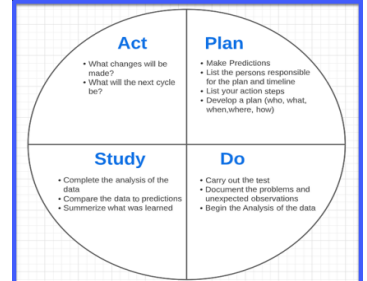 Act
• What changes will be
made?
• What will the next cycle
be?
Plan
• Make Predictions
• List the persons responsible
for the plan and timeline
• List your action steps
• Develop a plan (who, what,
when,where, how)
Study
• Complete the analysis of the
data
• Compare the data to predictions
• Summerize what was learned
Do
• Carry out the test
• Document the problems and
unexpected observations
• Begin the Analysis of the data